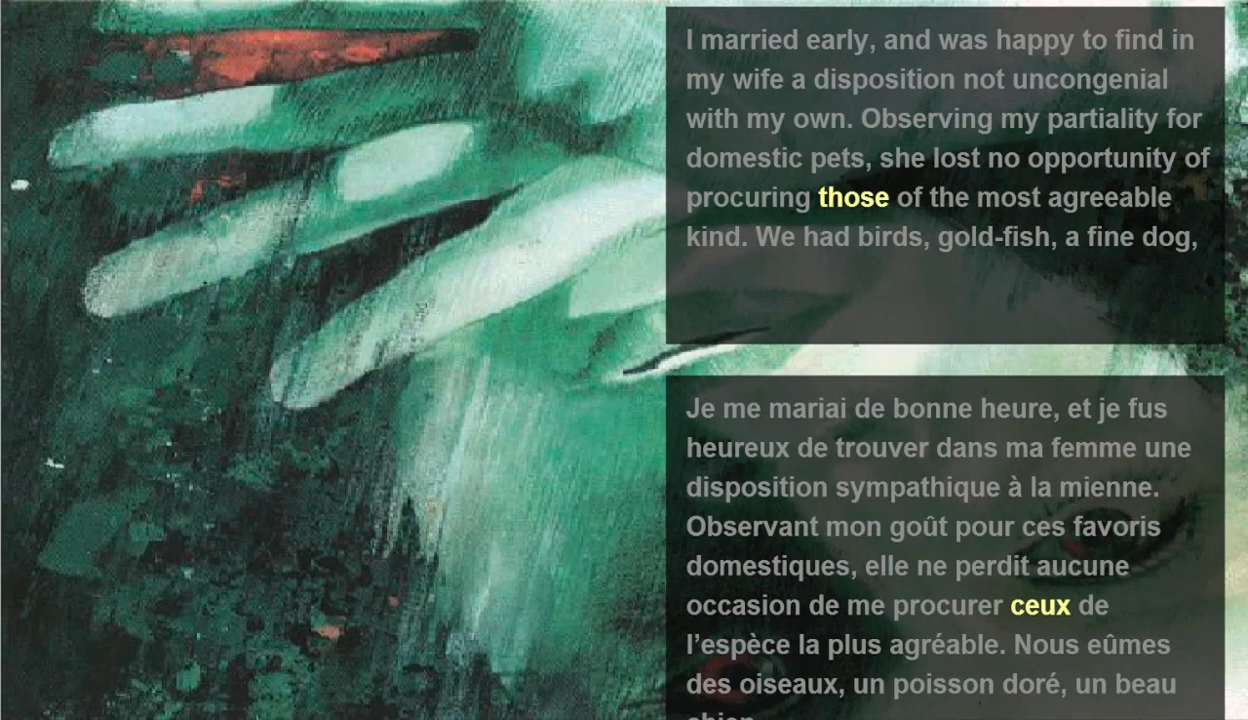 I married early, and was happy to find in
my wife a disposition not uncongenial
with my own. Observing my partiality for
domestic pets, she lost no opportunity of
procuring those of the most agreeable
kind. We had birds, gold-fish, a fine dog,
Je me mariai de bonne heure, et je fus
heureux de trouver dans ma femme une
disposition sympathique à la mienne.
Observant mon goût pour ces favoris
domestiques, elle ne perdit aucune
occasion de me procurer ceux de
l’espèce la plus agréable. Nous eûmes
des oiseaux, un poisson doré, un beau